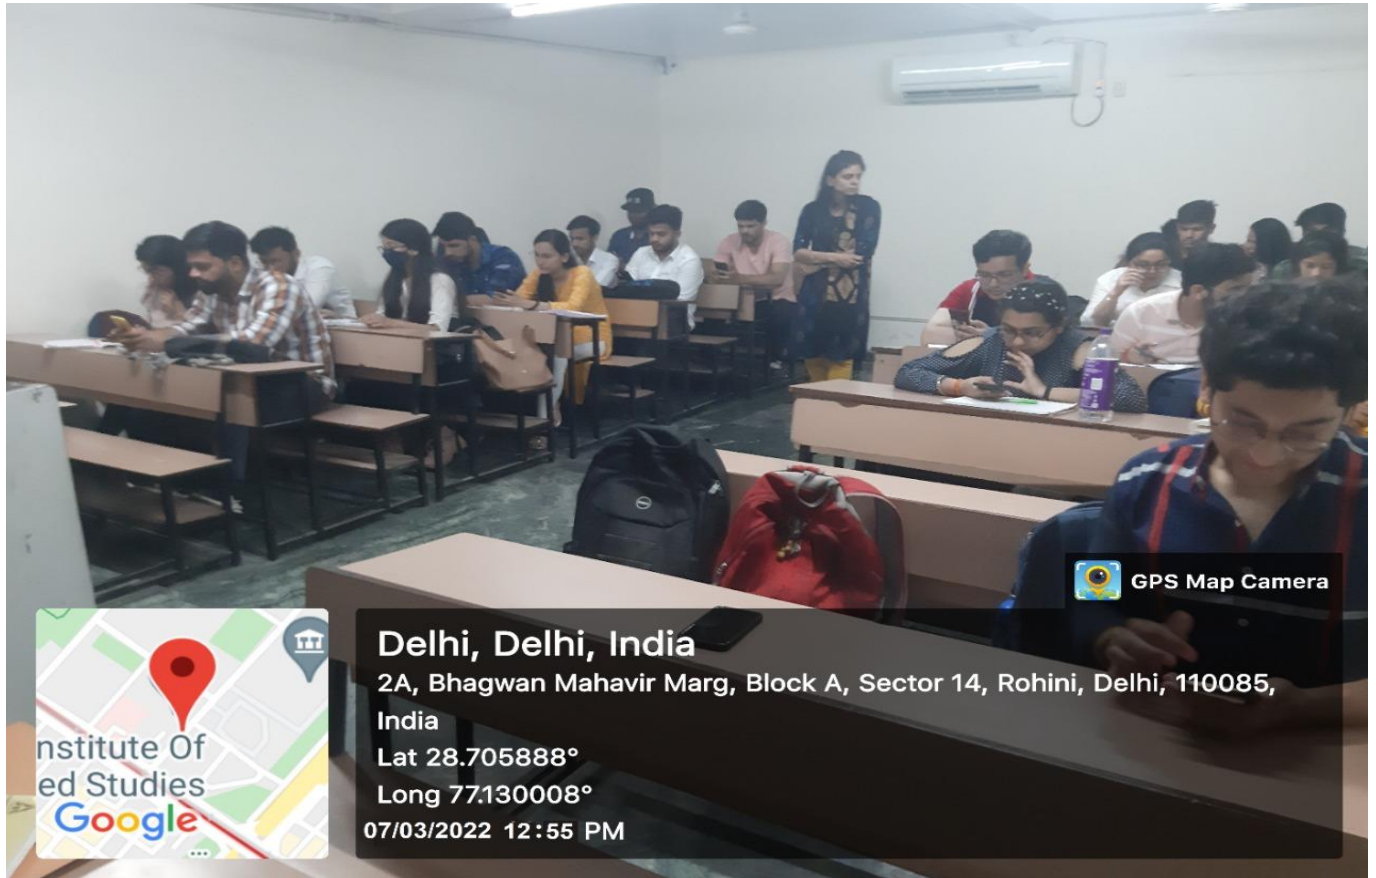 GPS Map Camera
Delhi, Delhi, India
2A, Bhagwan Mahavir Marg, Block A, Sector 14, Rohini, Delhi, 110085,
India
Lat 28.705888°
Long 77.130008°
07/03/2022 12:55 PM
nstitute Of
ed Studies
Google